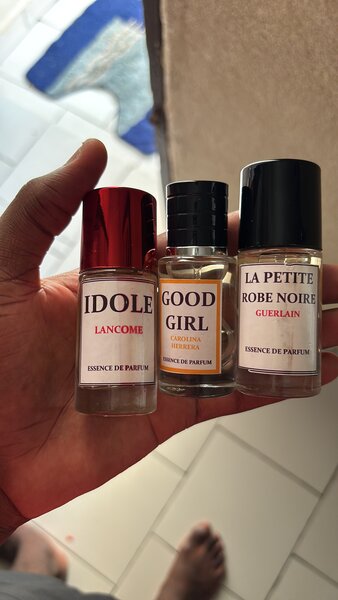 IDOLE
LANCOME
ESSENCE DE PARFUM
GOOD
GIRL
CAROLINA
HERRERA
ESSENCE DE PARFUM
LA PETITE
ROBE NOIRE
GUERLAIN
ESSENCE DE PARFUM